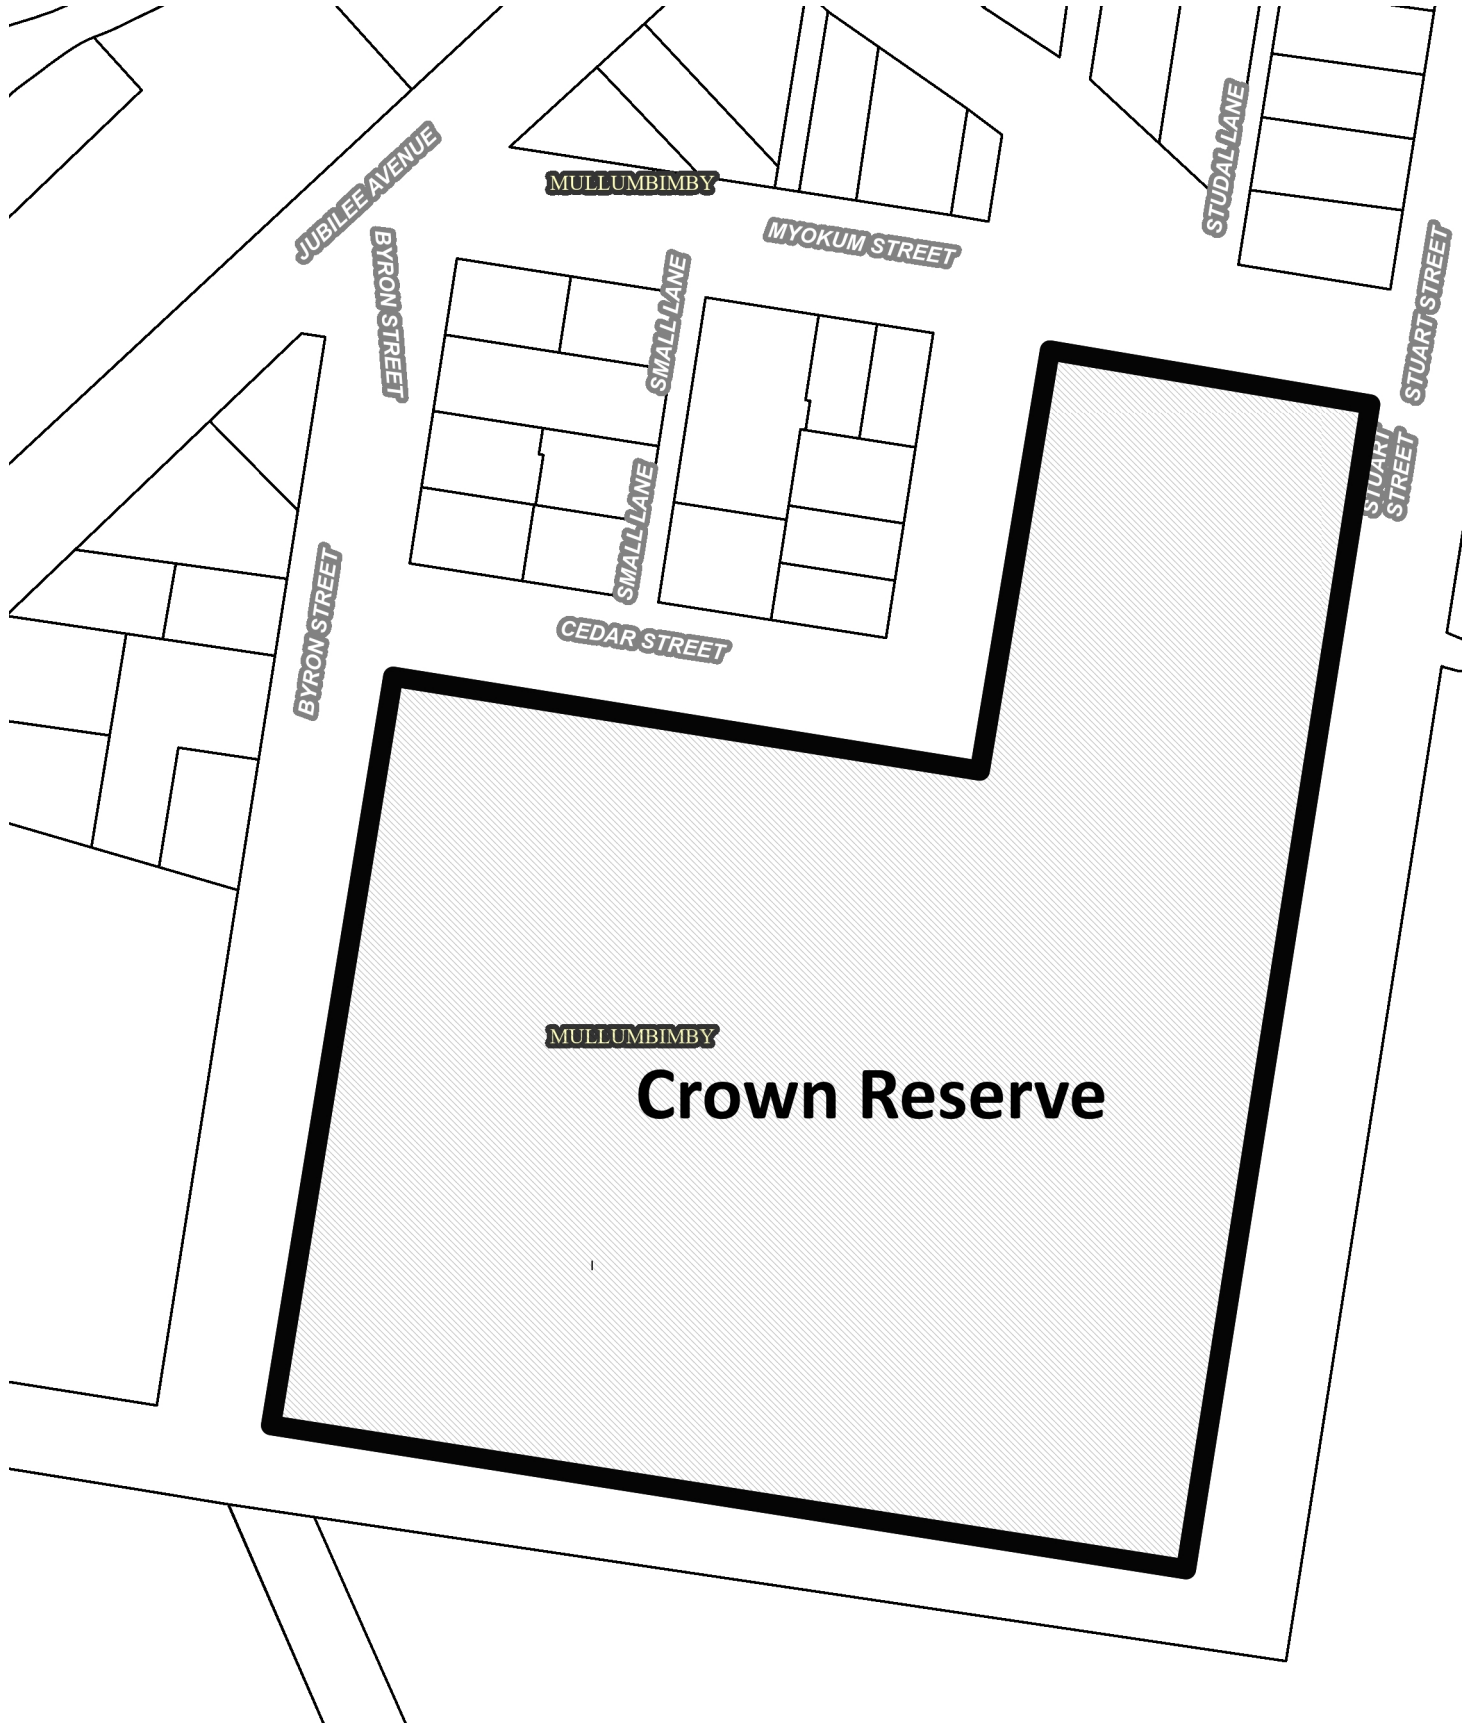 STUDAL LANE
JUBILEE AVENUE
MULLUMBIMBY
MYOKUM STREET
BYRON STREET
SMALL LANE
STUART STREET
STUART
STREET
SMALL LANE
BYRON STREET
CEDAR STREET
MULLUMBIMBY
Crown Reserve